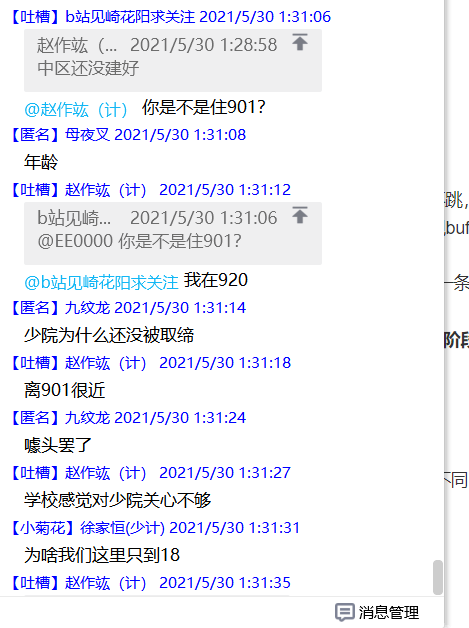 【吐槽】b站见崎花阳求关注 2021/5/30 1:31:06
赵作竑（... 2021/5/30 1:28:58
中区还没建好
@赵作竑（计） 你是不是住901?
【匿名】母夜叉 2021/5/30 1:31:08
年龄
【吐槽】赵作竑（计） 2021/5/30 1:31:12
b站见崎... 2021/5/30 1:31:06
@EE0000 你是不是住901?
@b站见崎花阳求关注 我在920
【匿名】九纹龙 2021/5/30 1:31:14
少院为什么还没被取缔
【吐槽】赵作竑（计） 2021/5/30 1:31:18
离901很近
【匿名】九纹龙 2021/5/30 1:31:24
噱头罢了
【吐槽】赵作竑（计） 2021/5/30 1:31:27
学校感觉对少院关心不够
【小菊花】徐家恒(少计) 2021/5/30 1:31:31
为啥我们这里只到18
【吐槽】赵作竑（计） 2021/5/30 1:31:35
消息管理
跳，
buf
一条
阶段
不同